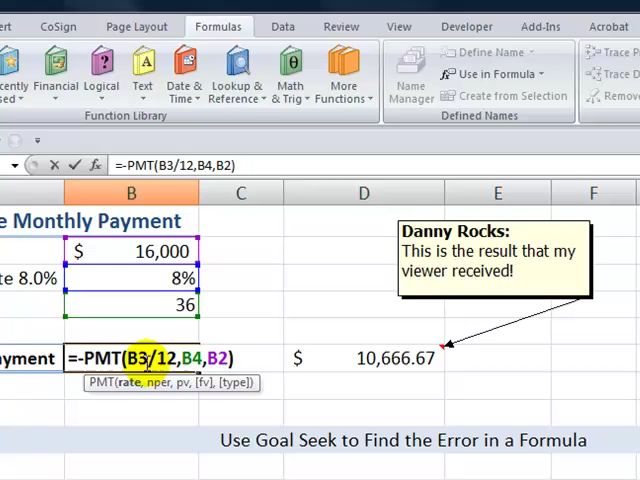 ert CoSign Page Layout Formulas Data Review View Developer Add-Ins Acrobat
Define Name
Trace P
Use in Formula
Trace D
Create from Selection
Remove
ecently Financial Logical Text Date & Lookup & Math More Name
sed Time Reference & Trig Functions Manager
Function Library Defined Names
fx =-PMT(B3/12,B4,B2)
B C D E F
e Monthly Payment
Danny Rocks:
This is the result that my
viewer received!
$ 16,000
te 8.0% 8%
36
ayment =-PMT(B3/12,B4,B2) $ 10,666.67
PMT(rate, nper, pv, [fv], [type])
Use Goal Seek to Find the Error in a Formula